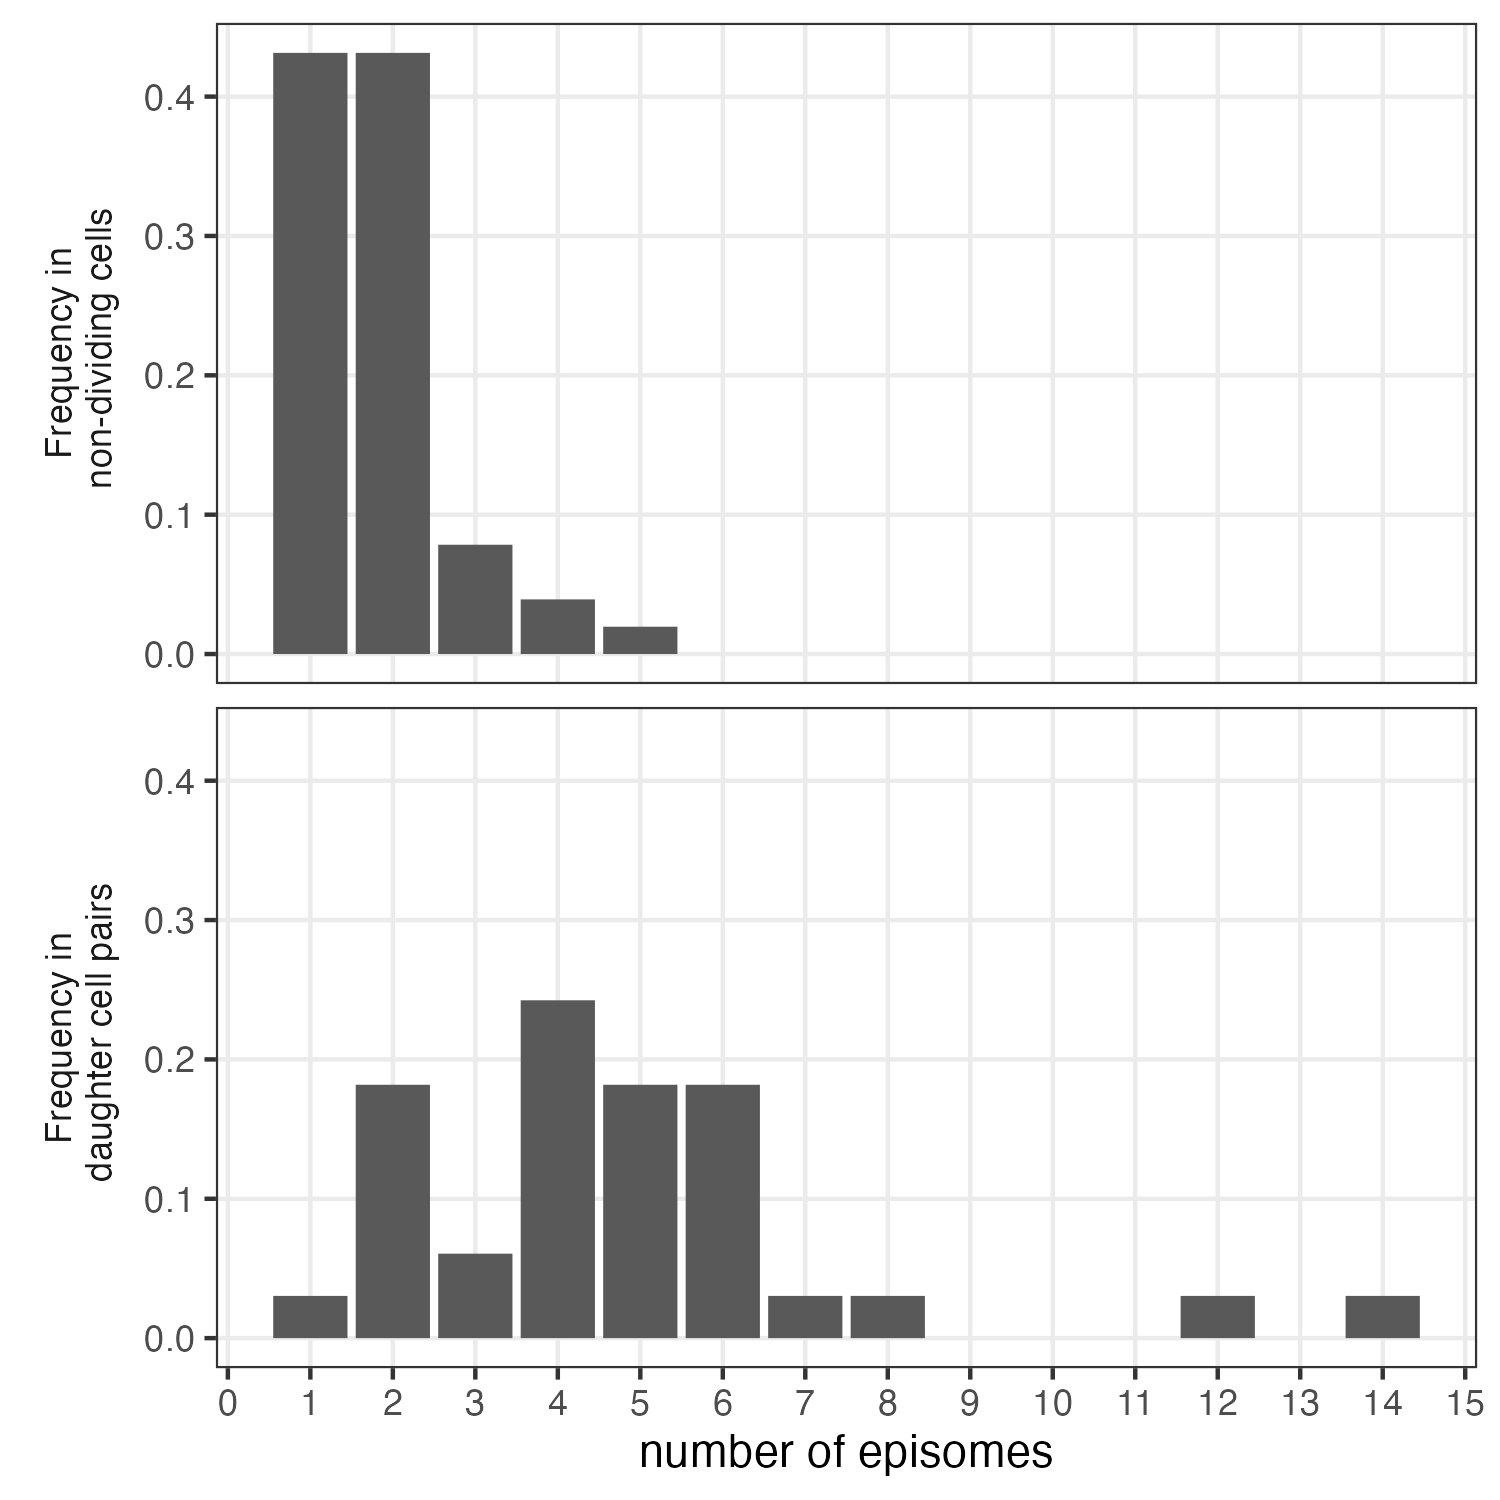 Frequency in
non-dividing cells
0.4
0.3
0.2
0.1
0.0
Frequency in
daughter cell pairs
0.4
0.3
0.2
0.1
0.0
0 1 2 3 4 5 6 7 8 9 10 11 12 13 14 15
number of episomes